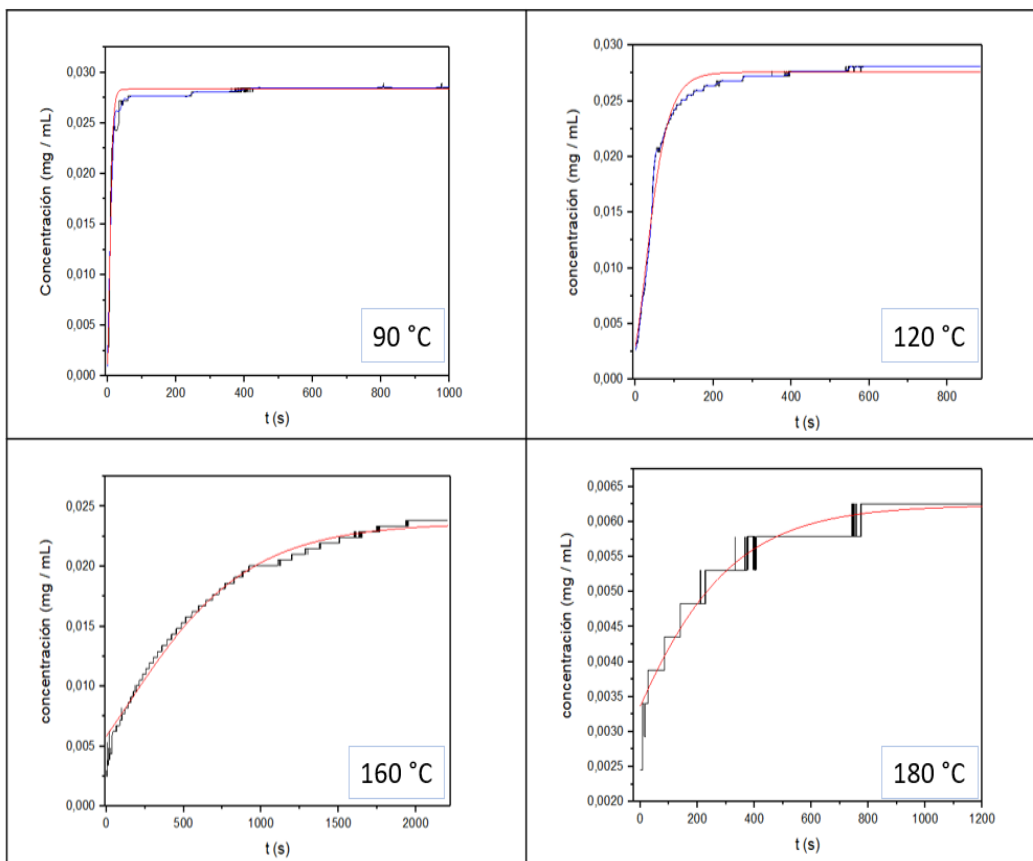 0,030
0,025
0,020
0,015
0,010
0,005
0,000
Concentración (mg / mL)
0 200 400 600 800 1000
t (s)
90 °C
0,030
0,025
0,020
0,015
0,010
0,005
0,000
concentración (mg / mL)
0 200 400 600 800
t (s)
120 °C
0,025
0,020
0,015
0,010
0,005
0,000
concentración (mg / mL)
0 500 1000 1500 2000
t (s)
160 °C
0,0065
0,0060
0,0055
0,0050
0,0045
0,0040
0,0035
0,0030
0,0025
0,0020
concentración (mg / mL)
0 200 400 600 800 1000 1200
t (s)
180 °C